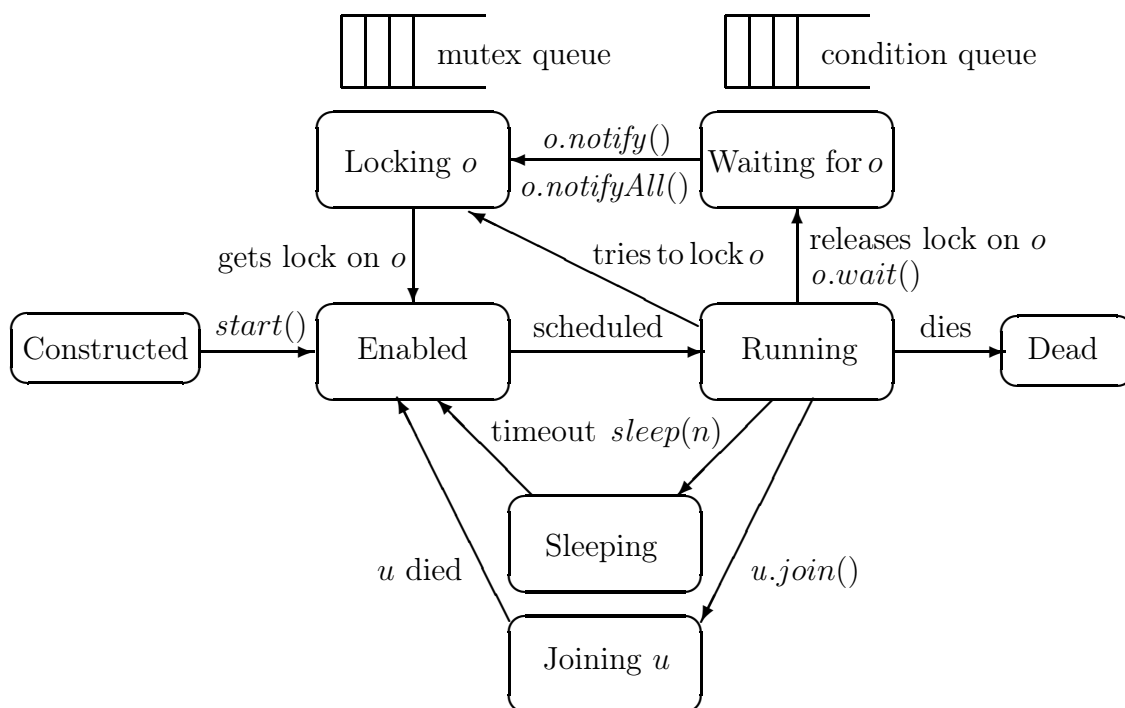 mutex queue
condition queue
Locking o
o.notify()
o.notifyAll()
Waiting for o
gets lock on o
tries to lock o
releases lock on o
o.wait()
Constructed
start()
Enabled
scheduled
Running
dies
Dead
timeout
sleep(n)
Sleeping
u died
u.join()
Joining u